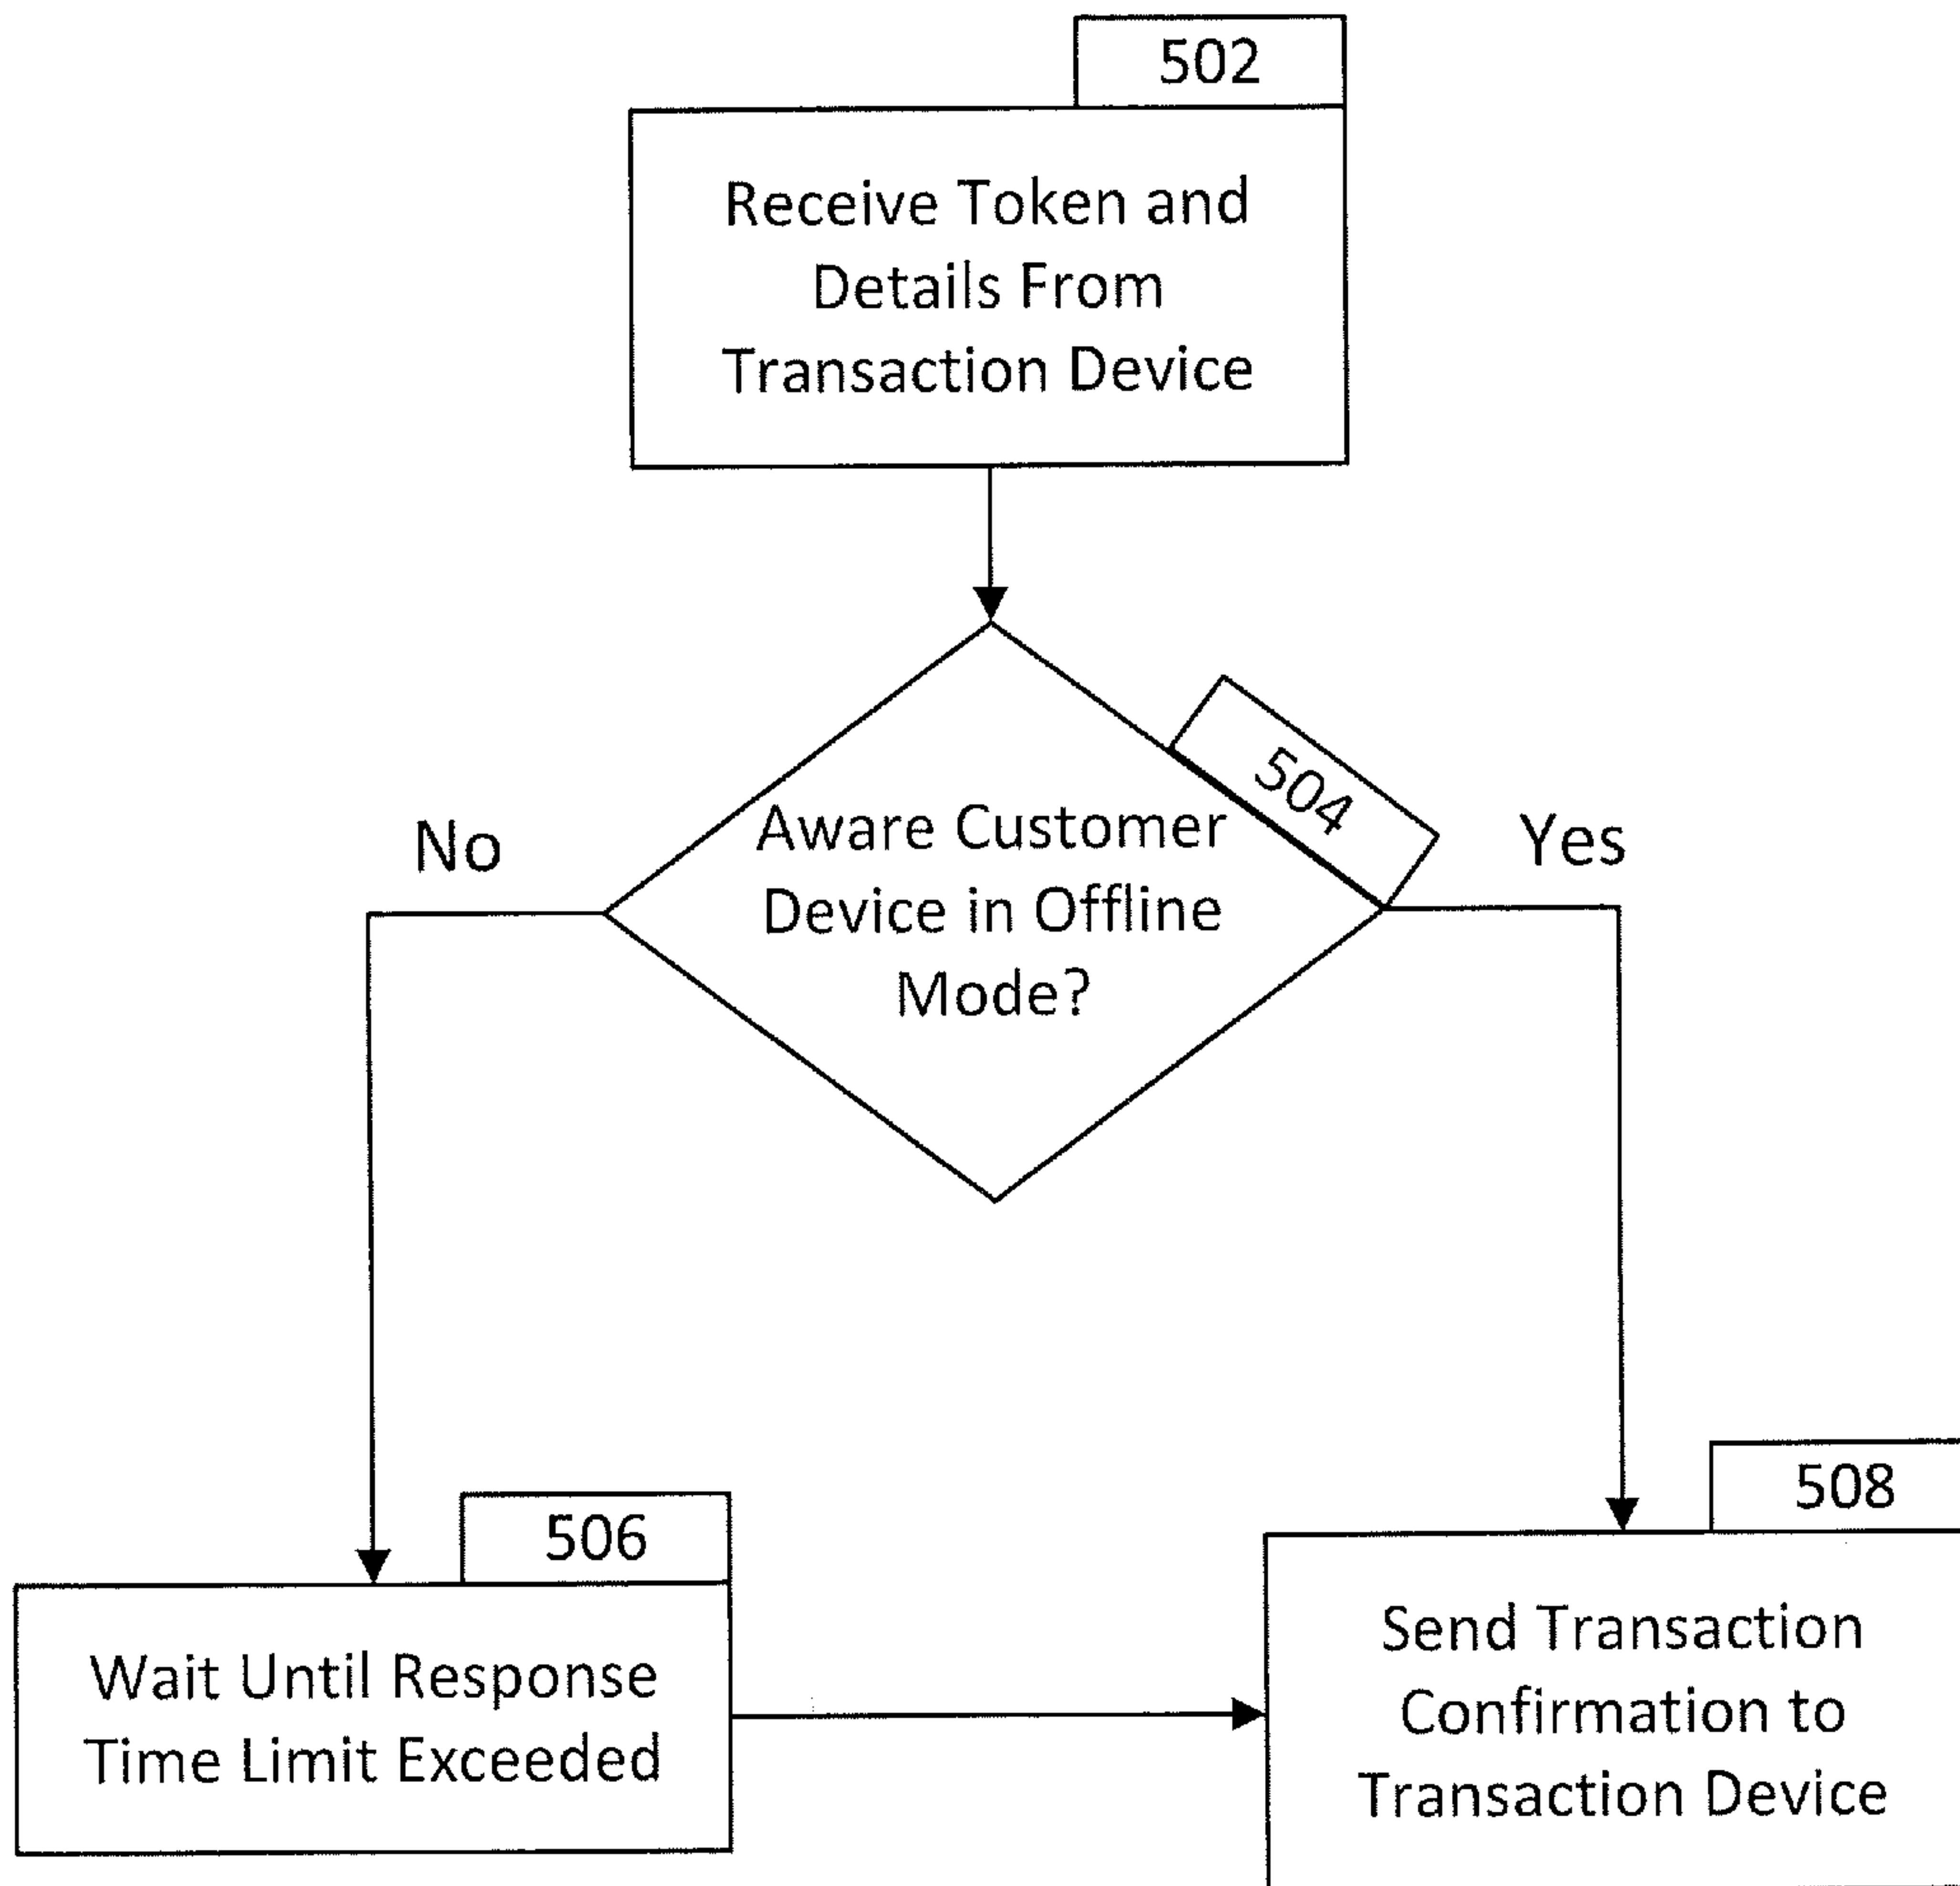 502
Receive Token and
Details From
Transaction Device
504
Aware Customer
Device in Offline
Mode?
No
Yes
506
Wait Until Response
Time Limit Exceeded
508
Send Transaction
Confirmation to
Transaction Device